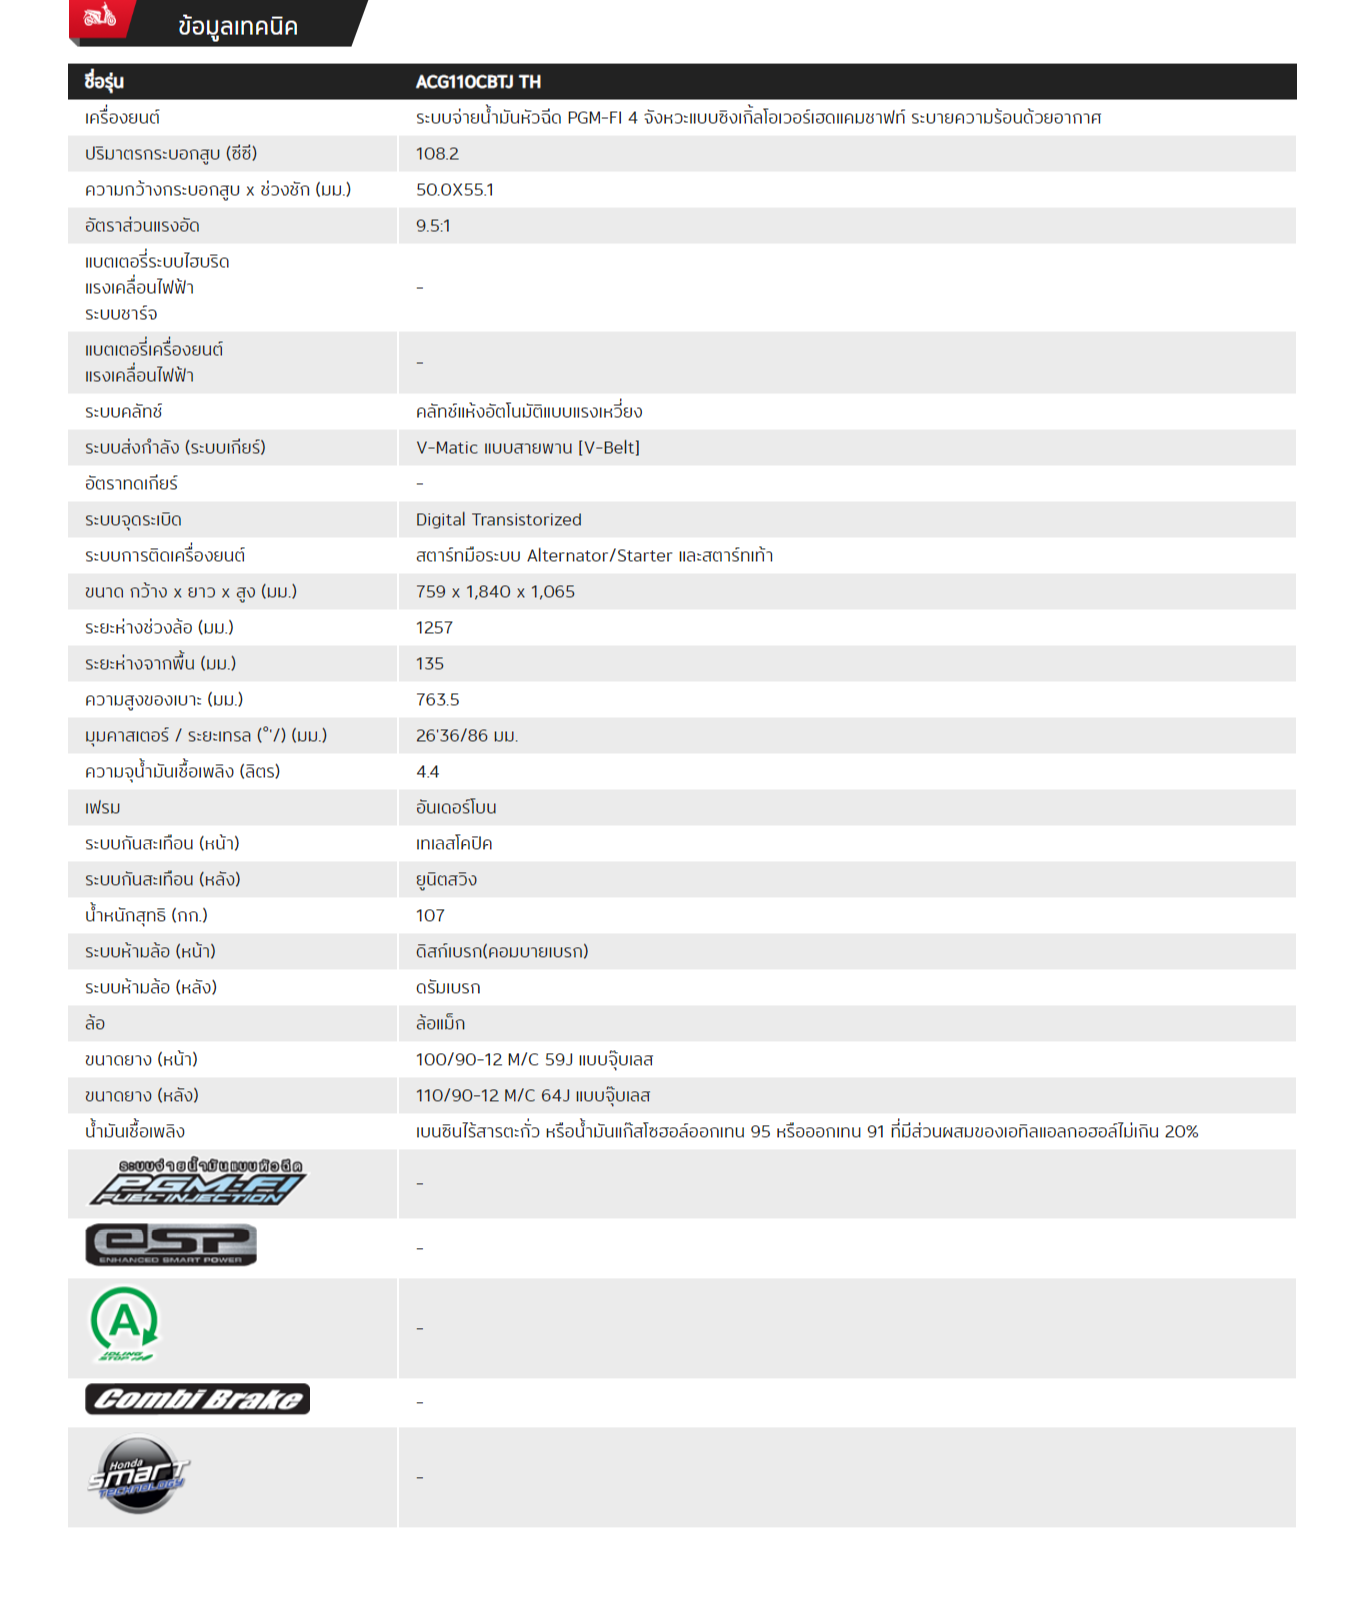 ข้อมูลเทคนิค
ชื่อรุ่น ACG110CBTJ TH
เครื่องยนต์ ระบบจ่ายน้ำมันหัวฉีด PGM-FI 4 จังหวะแบบซิงเกิ้ลโอเวอร์เฮดแคมชาฟท์ ระบายความร้อนด้วยอากาศ
ปริมาตรกระบอกสูบ (ซีซี) 108.2
ความกว้างกระบอกสูบ x ช่วงชัก (มม.) 50.0X55.1
อัตราส่วนแรงอัด 9.5:1
แบตเตอรี่ระบบไฮบริด
แรงเคลื่อนไฟฟ้า -
ระบบชาร์จ
แบตเตอรี่เครื่องยนต์
แรงเคลื่อนไฟฟ้า -
ระบบคลัทช์ คลัทช์แห้งอัตโนมัติแบบแรงเหวี่ยง
ระบบส่งกำลัง (ระบบเกียร์) V-Matic แบบสายพาน [V-Belt]
อัตราทดเกียร์ -
ระบบจุดระเบิด Digital Transistorized
ระบบการติดเครื่องยนต์ สตาร์ทมือระบบ Alternator/Starter และสตาร์ทเท้า
ขนาด กว้าง x ยาว x สูง (มม.) 759 x 1,840 x 1,065
ระยะห่างช่วงล้อ (มม.) 1257
ระยะห่างจากพื้น (มม.) 135
ความสูงของเบาะ (มม.) 763.5
มุมคาสเตอร์ / ระยะเทรล (°'/) (มม.) 26'36/86 มม.
ความจุน้ำมันเชื้อเพลิง (ลิตร) 4.4
เฟรม อันเดอร์โบน
ระบบกันสะเทือน (หน้า) เทเลสโคปิค
ระบบกันสะเทือน (หลัง) ยูนิตสวิง
น้ำหนักสุทธิ (กก.) 107
ระบบห้ามล้อ (หน้า) ดิสก์เบรก(คอมบายเบรก)
ระบบห้ามล้อ (หลัง) ดรัมเบรก
ล้อ ล้อแม็ก
ขนาดยาง (หน้า) 100/90-12 M/C 59J แบบจุ๊บเลส
ขนาดยาง (หลัง) 110/90-12 M/C 64J แบบจุ๊บเลส
น้ำมันเชื้อเพลิง เบนซินไร้สารตะกั่ว หรือน้ำมันแก๊สโซฮอล์ออกเทน 95 หรือออกเทน 91 ที่มีส่วนผสมของเอทิลแอลกอฮอล์ไม่เกิน 20%
ระบบจ่ายน้ำมันแบบหัวฉีด
PGM-FI -
FUEL INJECTION
eSP -
ENHANCED SMART POWER
A -
IDLING
STOP
Combi Brake -
Honda
smart -
TECHNOLOGY